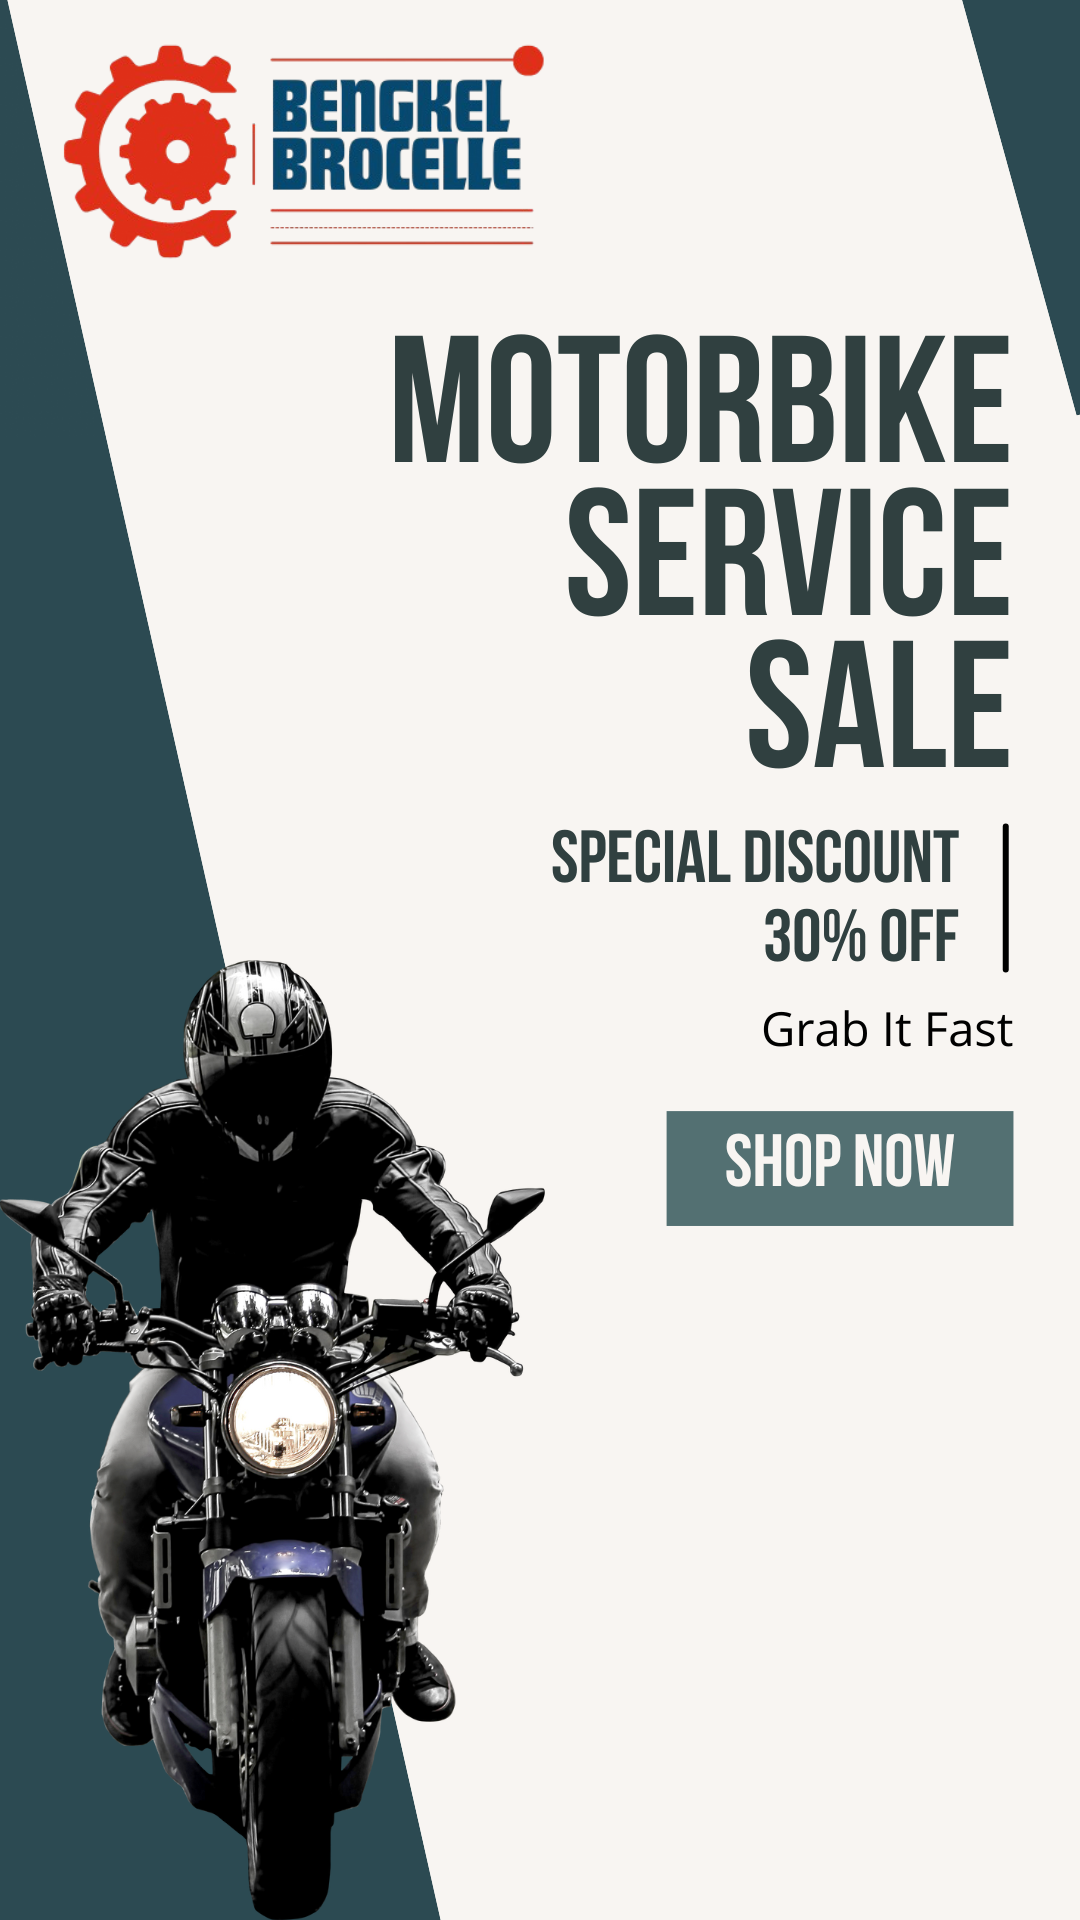 BENGKEL
BROCELLE
MOTORBIKE
SERVICE
SALE
SPECIAL DISCOUNT
30% OFF
Grab It Fast
SHOP NOW